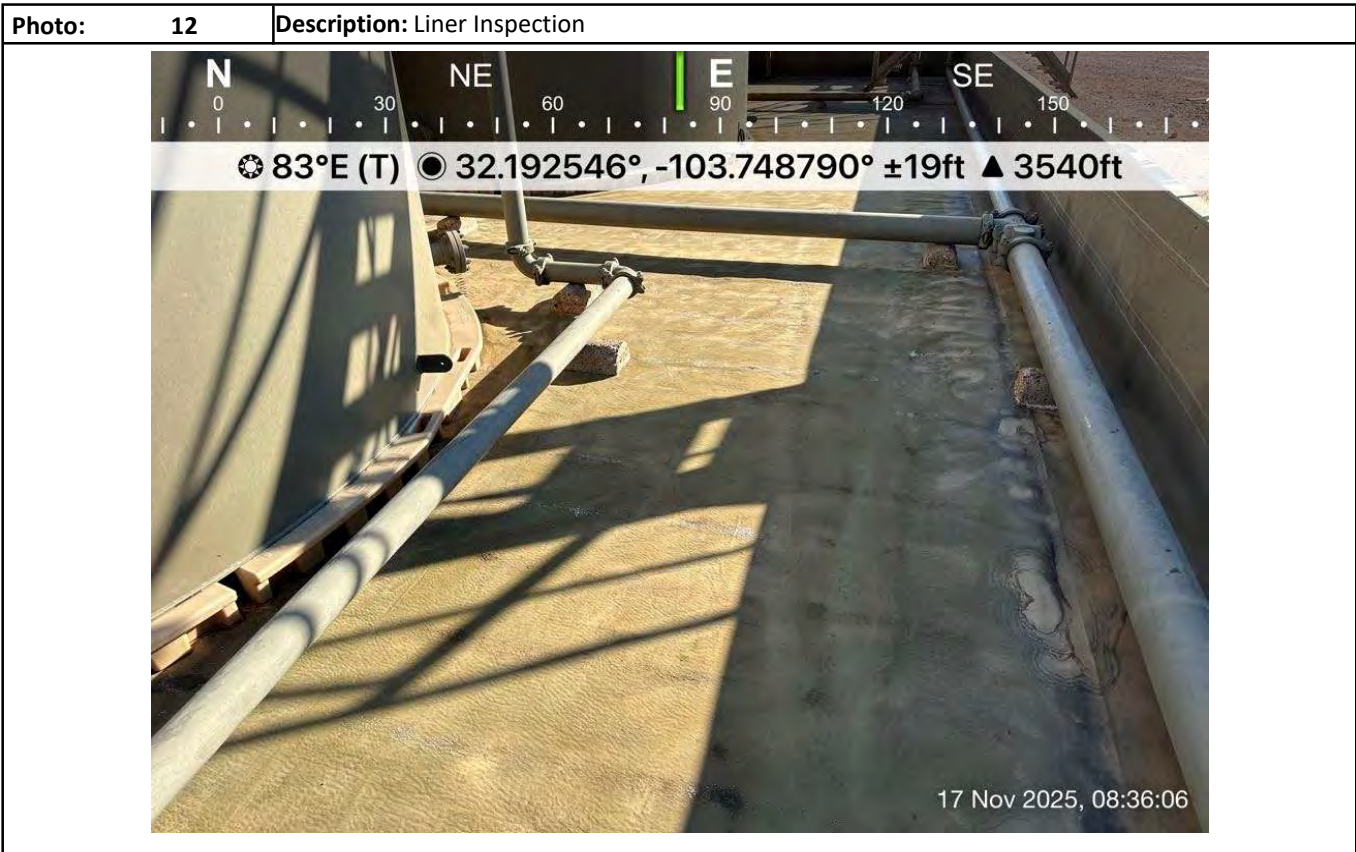 Photo: 12 Description: Liner Inspection
N NE E SE
0 30 60 90 120 150
83°E (T) 32.192546°, -103.748790° ±19ft ▲ 3540ft
17 Nov 2025, 08:36:06